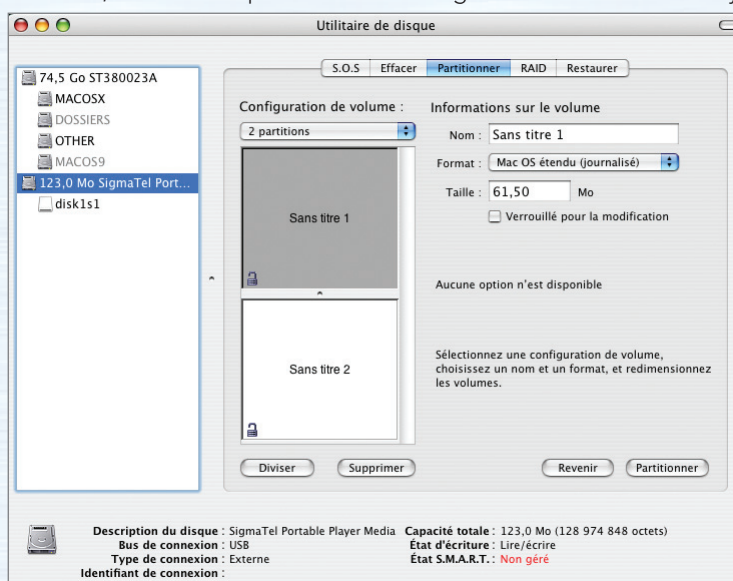 Utilitaire de disque
S.O.S Effacer Partitionner RAID Restaurer
74,5 Go ST380023A
MACOSX
DOSSIERS
OTHER
MACOS9
123,0 Mo SigmaTel Port...
disk1s1
Configuration de volume :
2 partitions
Sans titre 1
Sans titre 2
Informations sur le volume
Nom : Sans titre 1
Format : Mac OS étendu (journalisé)
Taille : 61,50 Mo
Verrouillé pour la modification
Aucune option n'est disponible
Sélectionnez une configuration de volume,
choisissez un nom et un format, et redimensionnez
les volumes.
Diviser Supprimer Revenir Partitionner
Description du disque : SigmaTel Portable Player Media Capacité totale : 123,0 Mo (128 974 848 octets)
Bus de connexion : USB État d'écriture : Lire/écrire
Type de connexion : Externe État S.M.A.R.T. : Non géré
Identifiant de connexion :